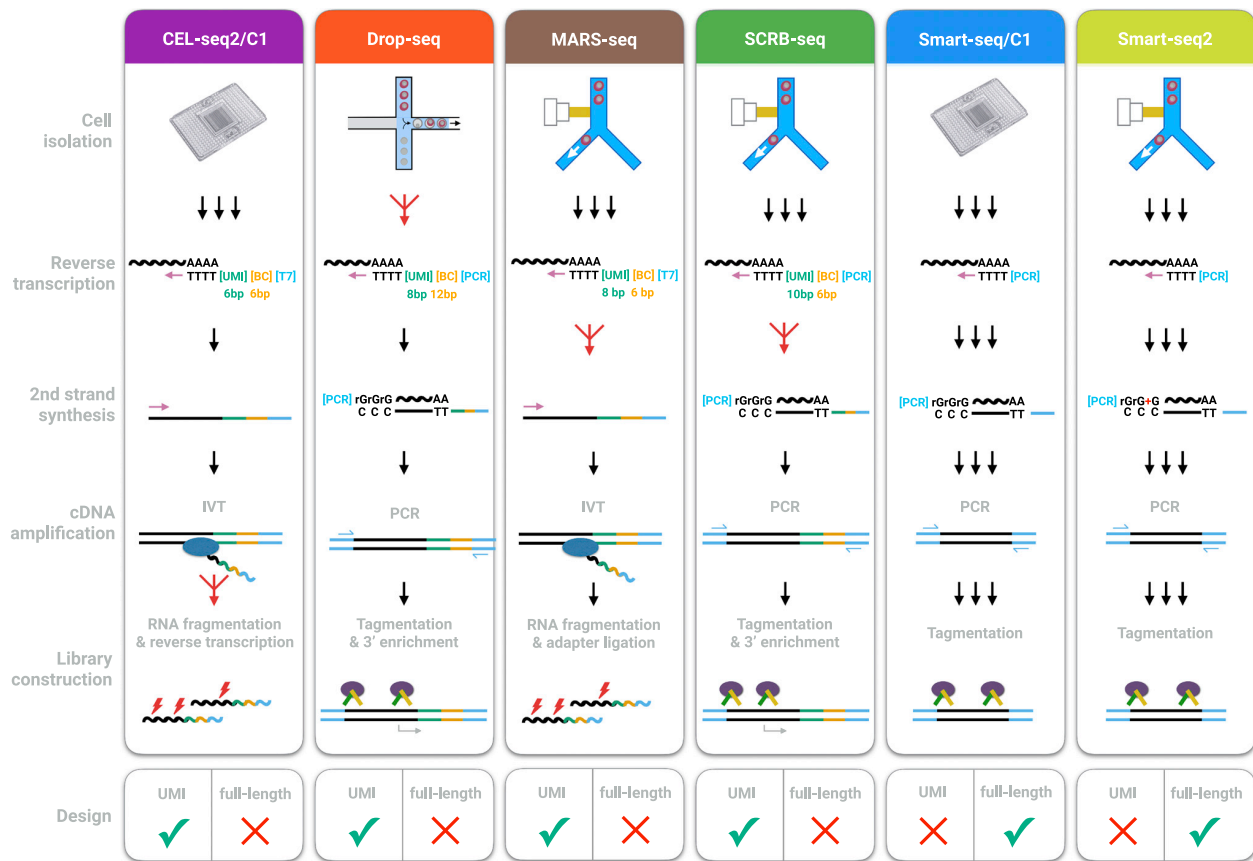 CEL-seq2/C1
Drop-seq
MARS-seq
SCRB-seq
Smart-seq/C1
Smart-seq2
Cell
isolation
Reverse
transcription
AAAA
TTTT [UMI] [BC] [T7]
6bp 6bp
AAAA
TTTT [UMI] [BC] [PCR]
8bp 12bp
AAAA
TTTT [UMI] [BC] [T7]
8 bp 6 bp
AAAA
TTTT [UMI] [BC] [PCR]
10bp 6bp
AAAA
TTTT [PCR]
AAAA
TTTT [PCR]
2nd strand
synthesis
[PCR] rGrGrG AA
C C C TT
[PCR] rGrGrG AA
C C C TT
[PCR] rGrGrG AA
C C C TT
[PCR] rGrG+G AA
C C C TT
cDNA
amplification
IVT
PCR
IVT
PCR
PCR
PCR
Library
construction
RNA fragmentation
& reverse transcription
Tagmentation
& 3’ enrichment
RNA fragmentation
& adapter ligation
Tagmentation
& 3’ enrichment
Tagmentation
Tagmentation
Design
UMI full-length
UMI full-length
UMI full-length
UMI full-length
UMI full-length
UMI full-length